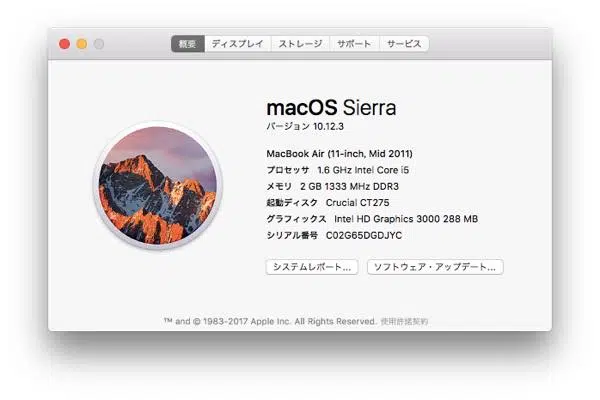 概要 ディスプレイ ストレージ サポート サービス
macOS Sierra
バージョン 10.12.3
MacBook Air (11-inch, Mid 2011)
プロセッサ 1.6 GHz Intel Core i5
メモリ 2 GB 1333 MHz DDR3
起動ディスク Crucial CT275
グラフィックス Intel HD Graphics 3000 288 MB
シリアル番号 C02G65DGDJYC
システムレポート... ソフトウェア・アップデート...
™ and © 1983-2017 Apple Inc. All Rights Reserved. 使用許諾契約